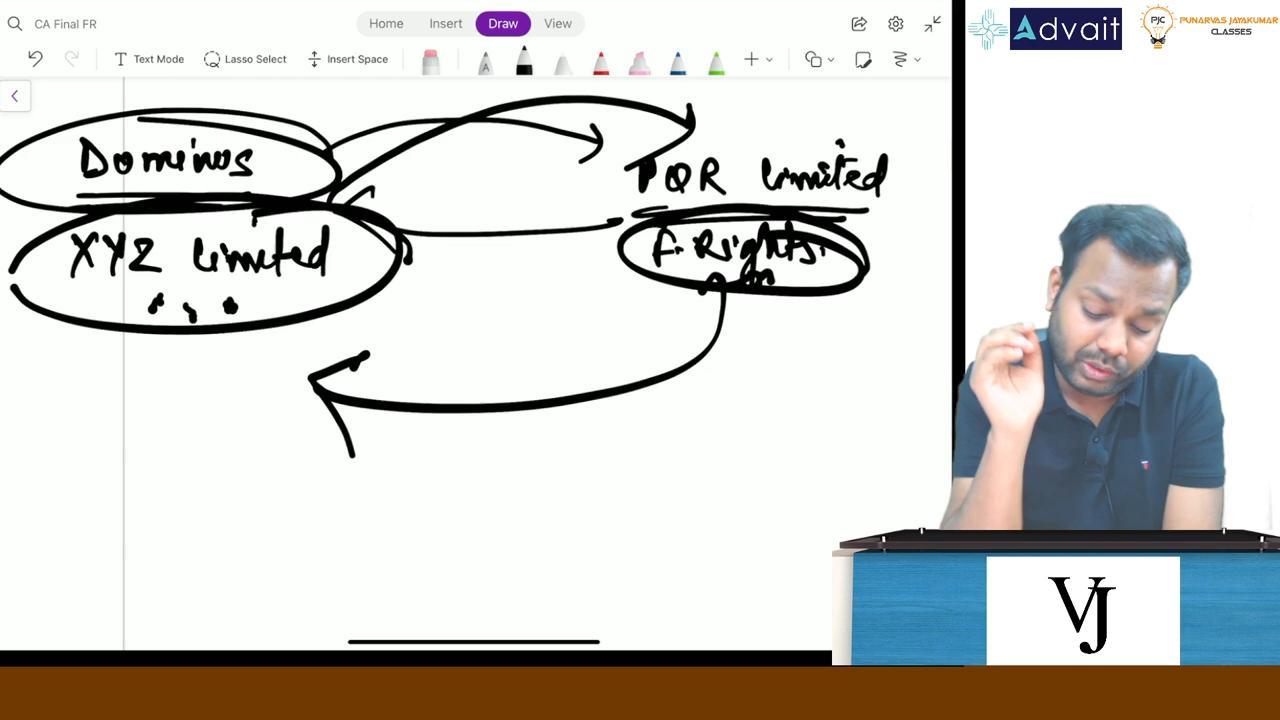 CA Final FR
Home Insert Draw View
Text Mode Lasso Select Insert Space
Advait
PJC PUNARVAS JAYAKUMAR CLASSES
Dominos
PQR Limited
XYZ Limited
F. Rights.
VJ